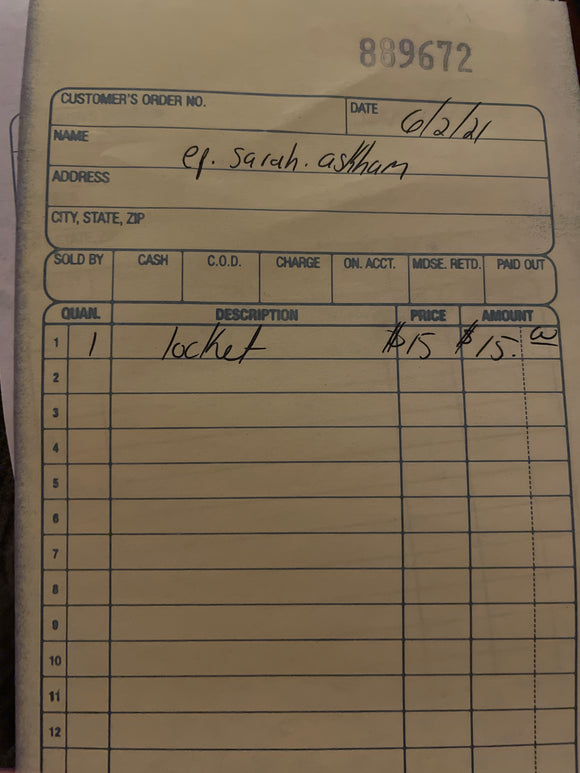 889672
CUSTOMER'S ORDER NO. DATE 6/2/21
NAME ep. sarah. askham
ADDRESS
CITY, STATE, ZIP
SOLD BY CASH C.O.D. CHARGE ON. ACCT. MDSE. RETD. PAID OUT
QUAN. DESCRIPTION PRICE AMOUNT
1 1 locket $15 $15.00
2
3
4
5
6
7
8
9
10
11
12